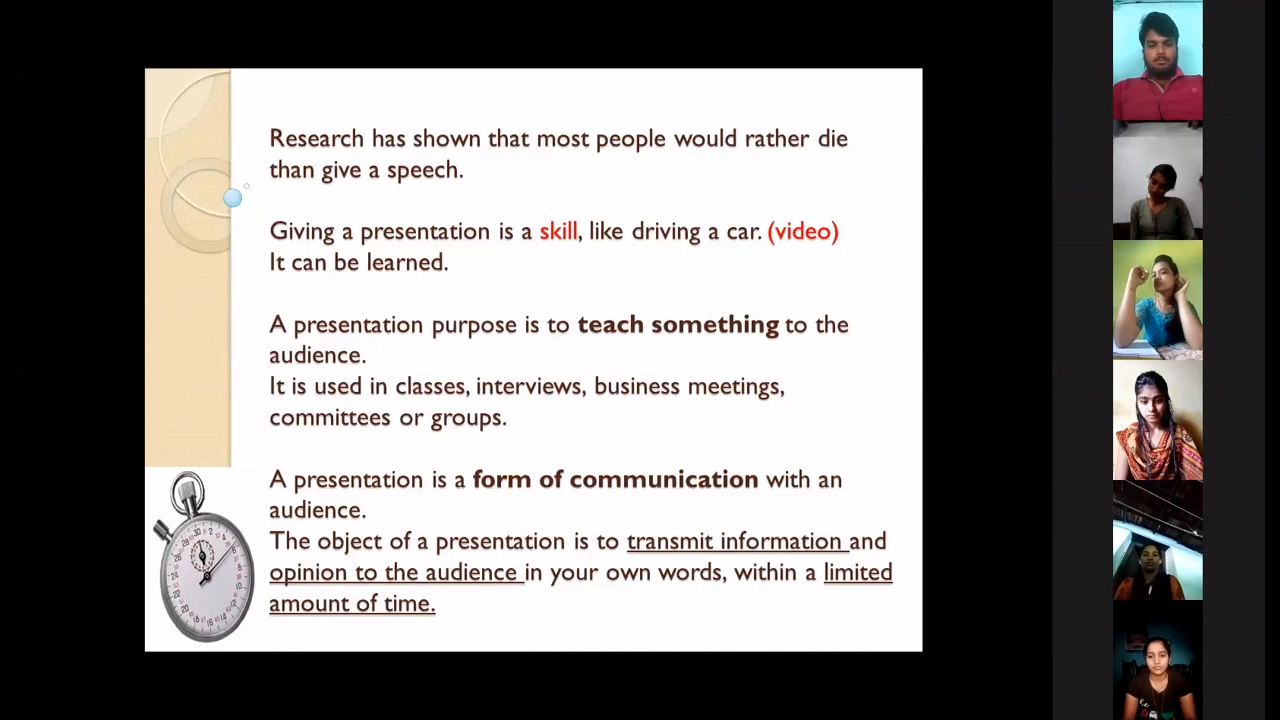 Research has shown that most people would rather die
than give a speech.
Giving a presentation is a skill, like driving a car. (video)
It can be learned.
A presentation purpose is to teach something to the
audience.
It is used in classes, interviews, business meetings,
committees or groups.
A presentation is a form of communication with an
audience.
The object of a presentation is to transmit information and
opinion to the audience in your own words, within a limited
amount of time.